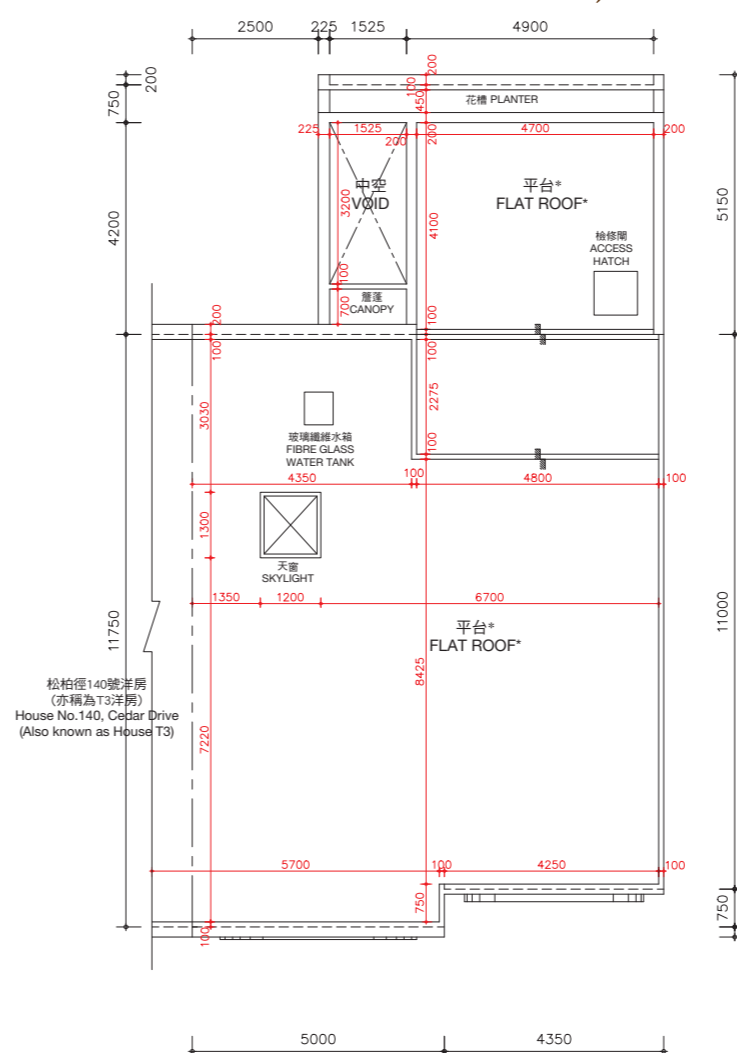 2500
225
1525
4900
200
750
200
100
450
花槽 PLANTER
225
1525
200
200
4700
200
中空
VOID
平台*
FLAT ROOF*
4200
3200
4100
5150
檢修閘
ACCESS
HATCH
100
簷蓬
CANOPY
700
100
200
100
100
3030
2275
玻璃纖維水箱
FIBRE GLASS
WATER TANK
100
4350
100
4800
100
1300
天窗
SKYLIGHT
1350
1200
6700
11750
11000
平台*
FLAT ROOF*
8425
松柏徑140號洋房
（亦稱為T3洋房）
House No.140, Cedar Drive
(Also known as House T3)
7220
5700
100
4250
100
750
750
100
5000
4350